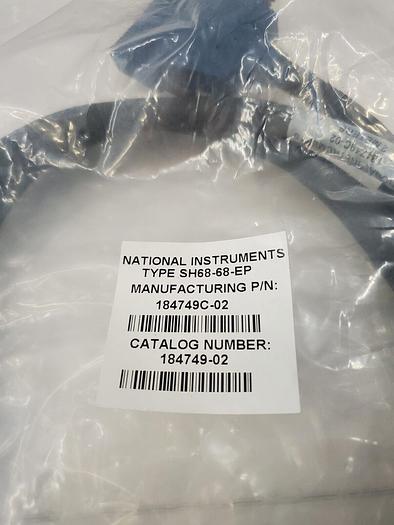 NATIONAL INSTRUMENTS
TYPE SH68-68-EP
MANUFACTURING P/N:
184749C-02
CATALOG NUMBER:
184749-02